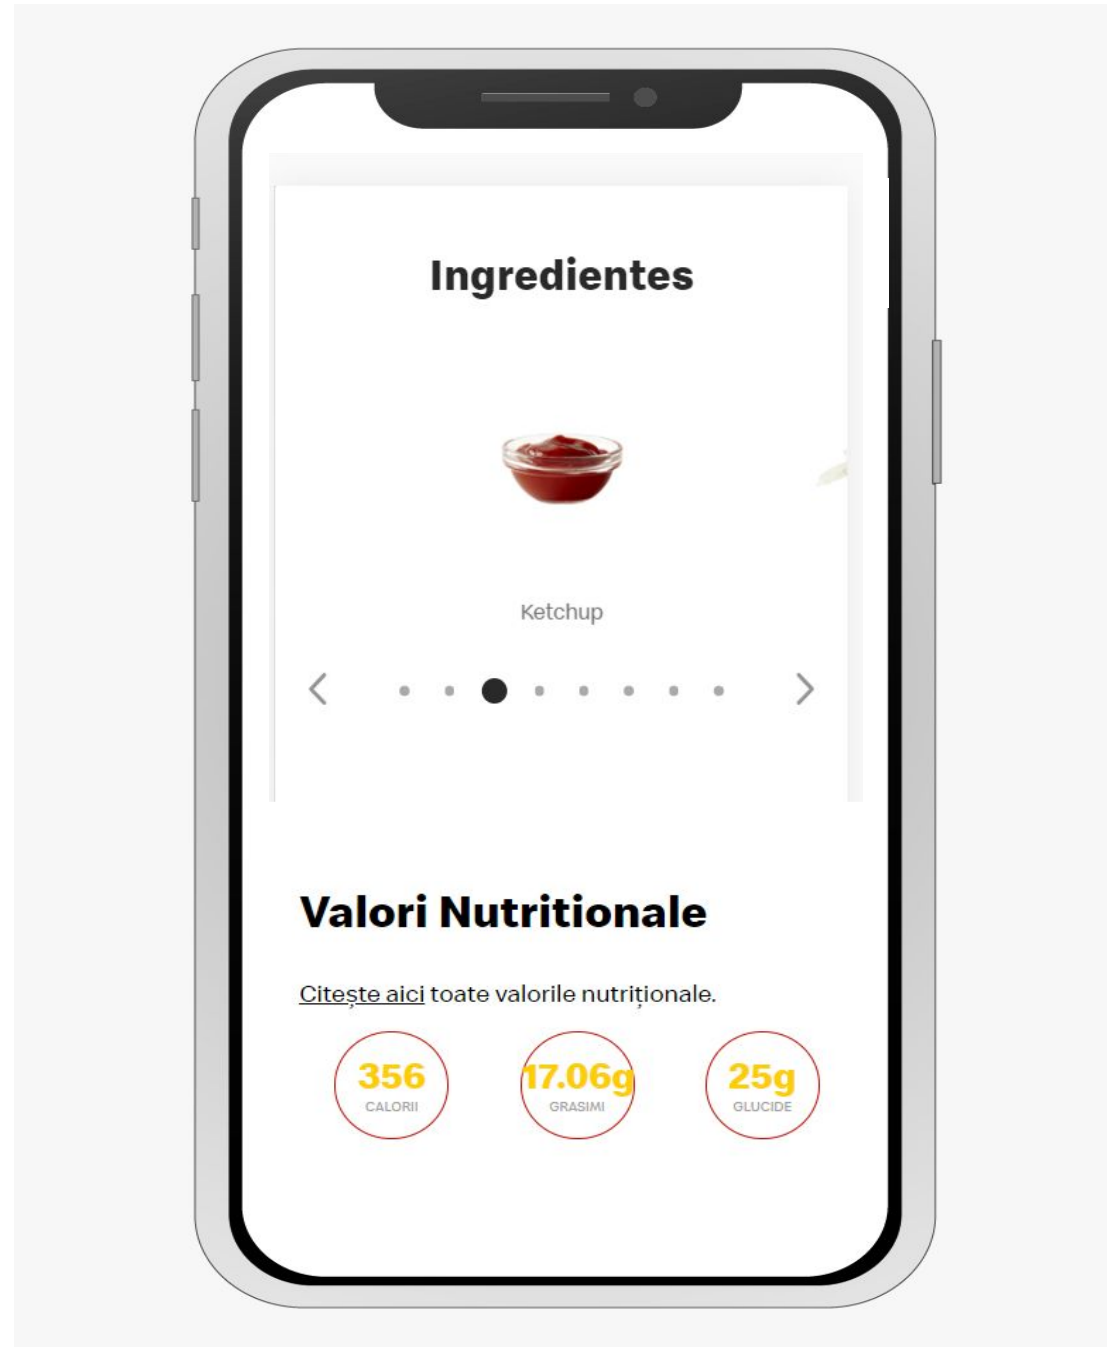 Ingredientes
Ketchup
Valori Nutritionale
Citește aici toate valorile nutriționale.
356
CALORII
17.06g
GRASIMI
25g
GLUCIDE